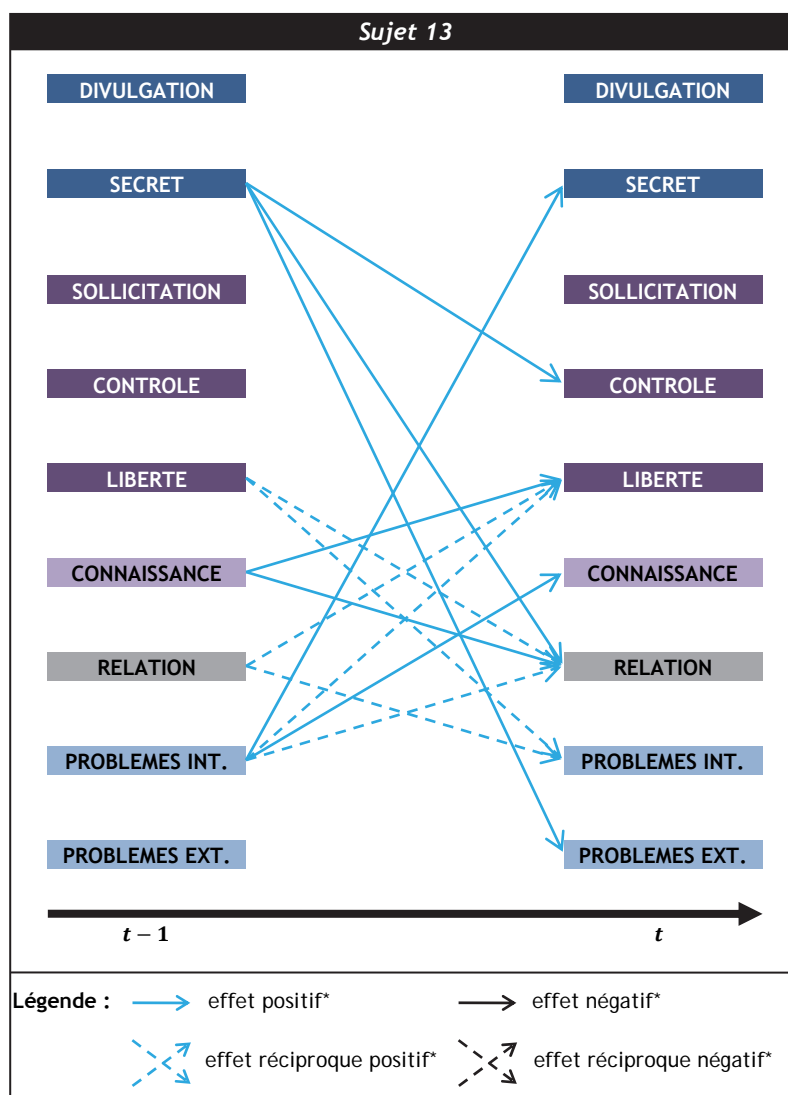 Sujet 13
DIVULGATION DIVULGATION
SECRET SECRET
SOLLICITATION SOLLICITATION
CONTROLE CONTROLE
LIBERTE LIBERTE
CONNAISSANCE CONNAISSANCE
RELATION RELATION
PROBLEMES INT. PROBLEMES INT.
PROBLEMES EXT. PROBLEMES EXT.
t − 1 t
Légende : effet positif* effet négatif*
effet réciproque positif* effet réciproque négatif*